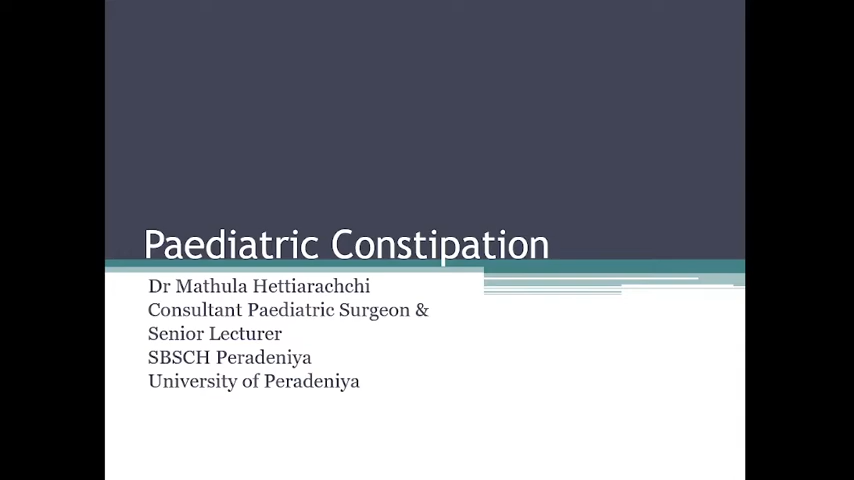 Paediatric Constipation
Dr Mathula Hettiarachchi
Consultant Paediatric Surgeon &
Senior Lecturer
SBSCH Peradeniya
University of Peradeniya